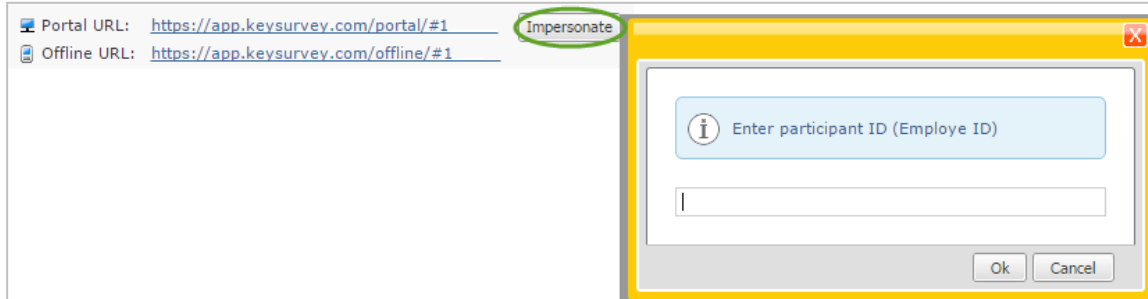 Portal URL: https://app.keysurvey.com/portal/#1 Impersonate
Offline URL: https://app.keysurvey.com/offline/#1
X
i Enter participant ID (Employe ID)
Ok Cancel